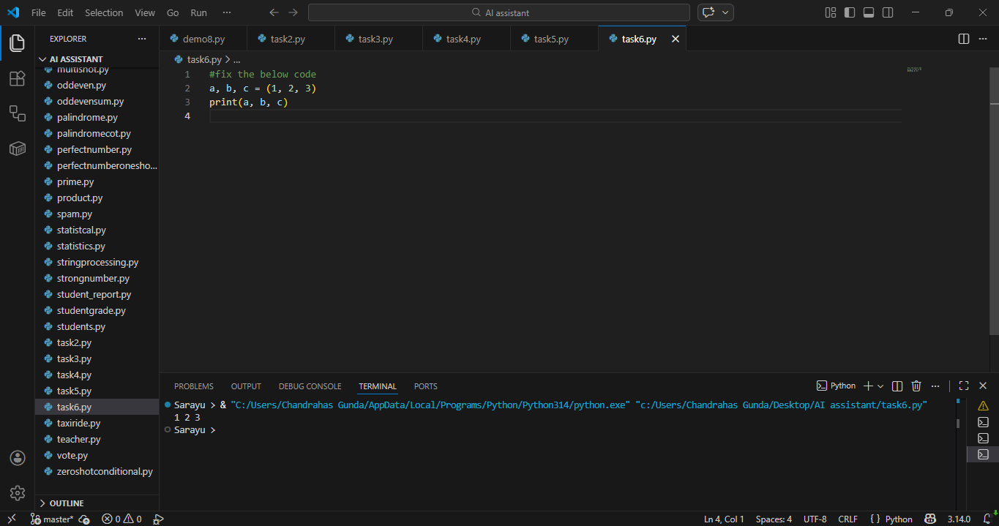 File Edit Selection View Go Run ··· AI assistant
EXPLORER ···
AI ASSISTANT
multishot.py
oddeven.py
oddevensum.py
palindrome.py
palindromecot.py
perfectnumber.py
perfectnumberonesho...
prime.py
product.py
spam.py
statistcal.py
statistics.py
stringprocessing.py
strongnumber.py
student_report.py
studentgrade.py
students.py
task2.py
task3.py
task4.py
task5.py
task6.py
taxiride.py
teacher.py
vote.py
zeroshotconditional.py
OUTLINE
demo8.py task2.py task3.py task4.py task5.py task6.py
task6.py > ...
1 #fix the below code
2 a, b, c = (1, 2, 3)
3 print(a, b, c)
4
PROBLEMS OUTPUT DEBUG CONSOLE TERMINAL PORTS Python
Sarayu > & "C:/Users/Chandrahas Gunda/AppData/Local/Programs/Python/Python314/python.exe" "c:/Users/Chandrahas Gunda/Desktop/AI assistant/task6.py"
1 2 3
Sarayu >
master* 0 0 Ln 4, Col 1 Spaces: 4 UTF-8 CRLF { } Python 3.14.0